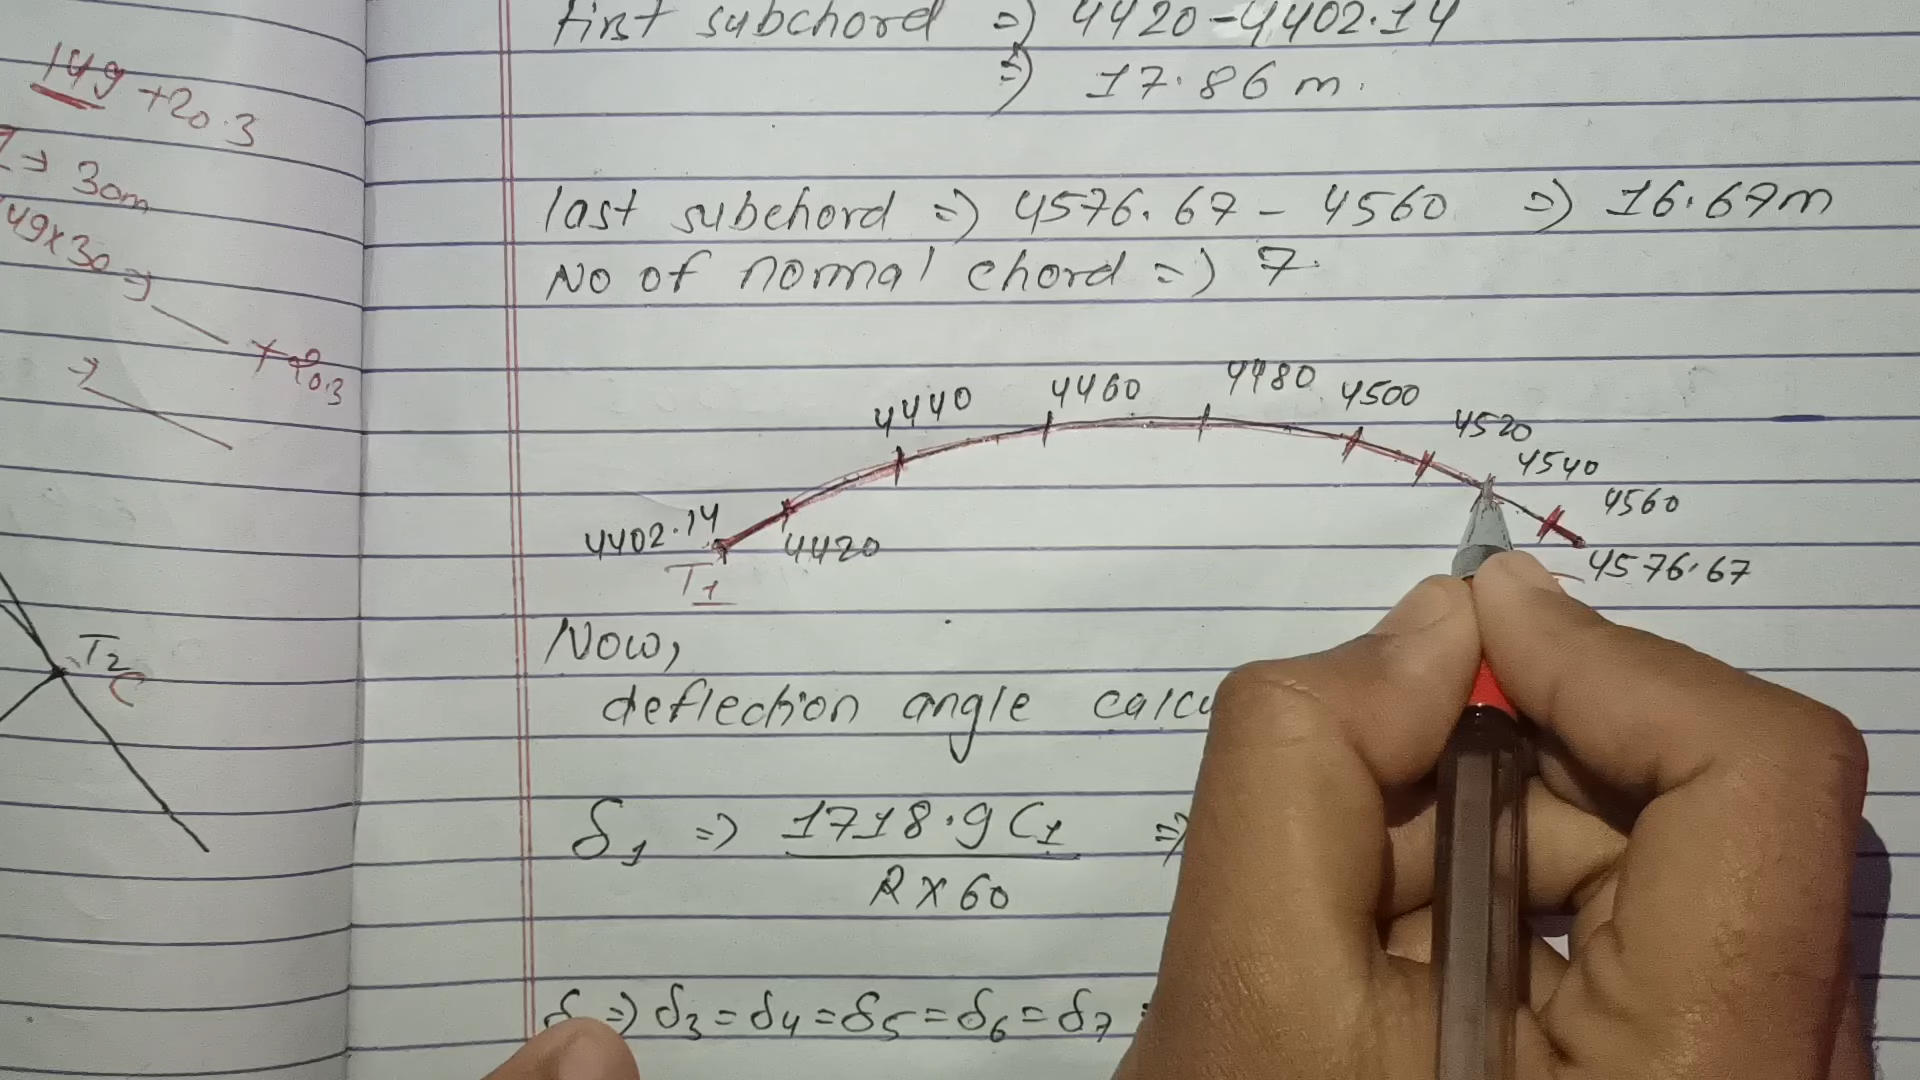 149 + 20.3
⇒ 30m
49x30 ⇒
+ 20.3
⇒
T2
C
first subchord ⇒ 4420 - 4402.14
⇒ 17.86 m.
last subchord ⇒ 4576.67 - 4560 ⇒ 16.67m
No of normal chord ⇒ 7.
4440 4460 4480 4500 4520 4540 4560
4402.14 4420 4576.67
T1
Now,
deflection angle calcu
δ1 ⇒ 1718.9 C1 ⇒
R X 60
δ ⇒ δ3 = δ4 = δ5 = δ6 = δ7